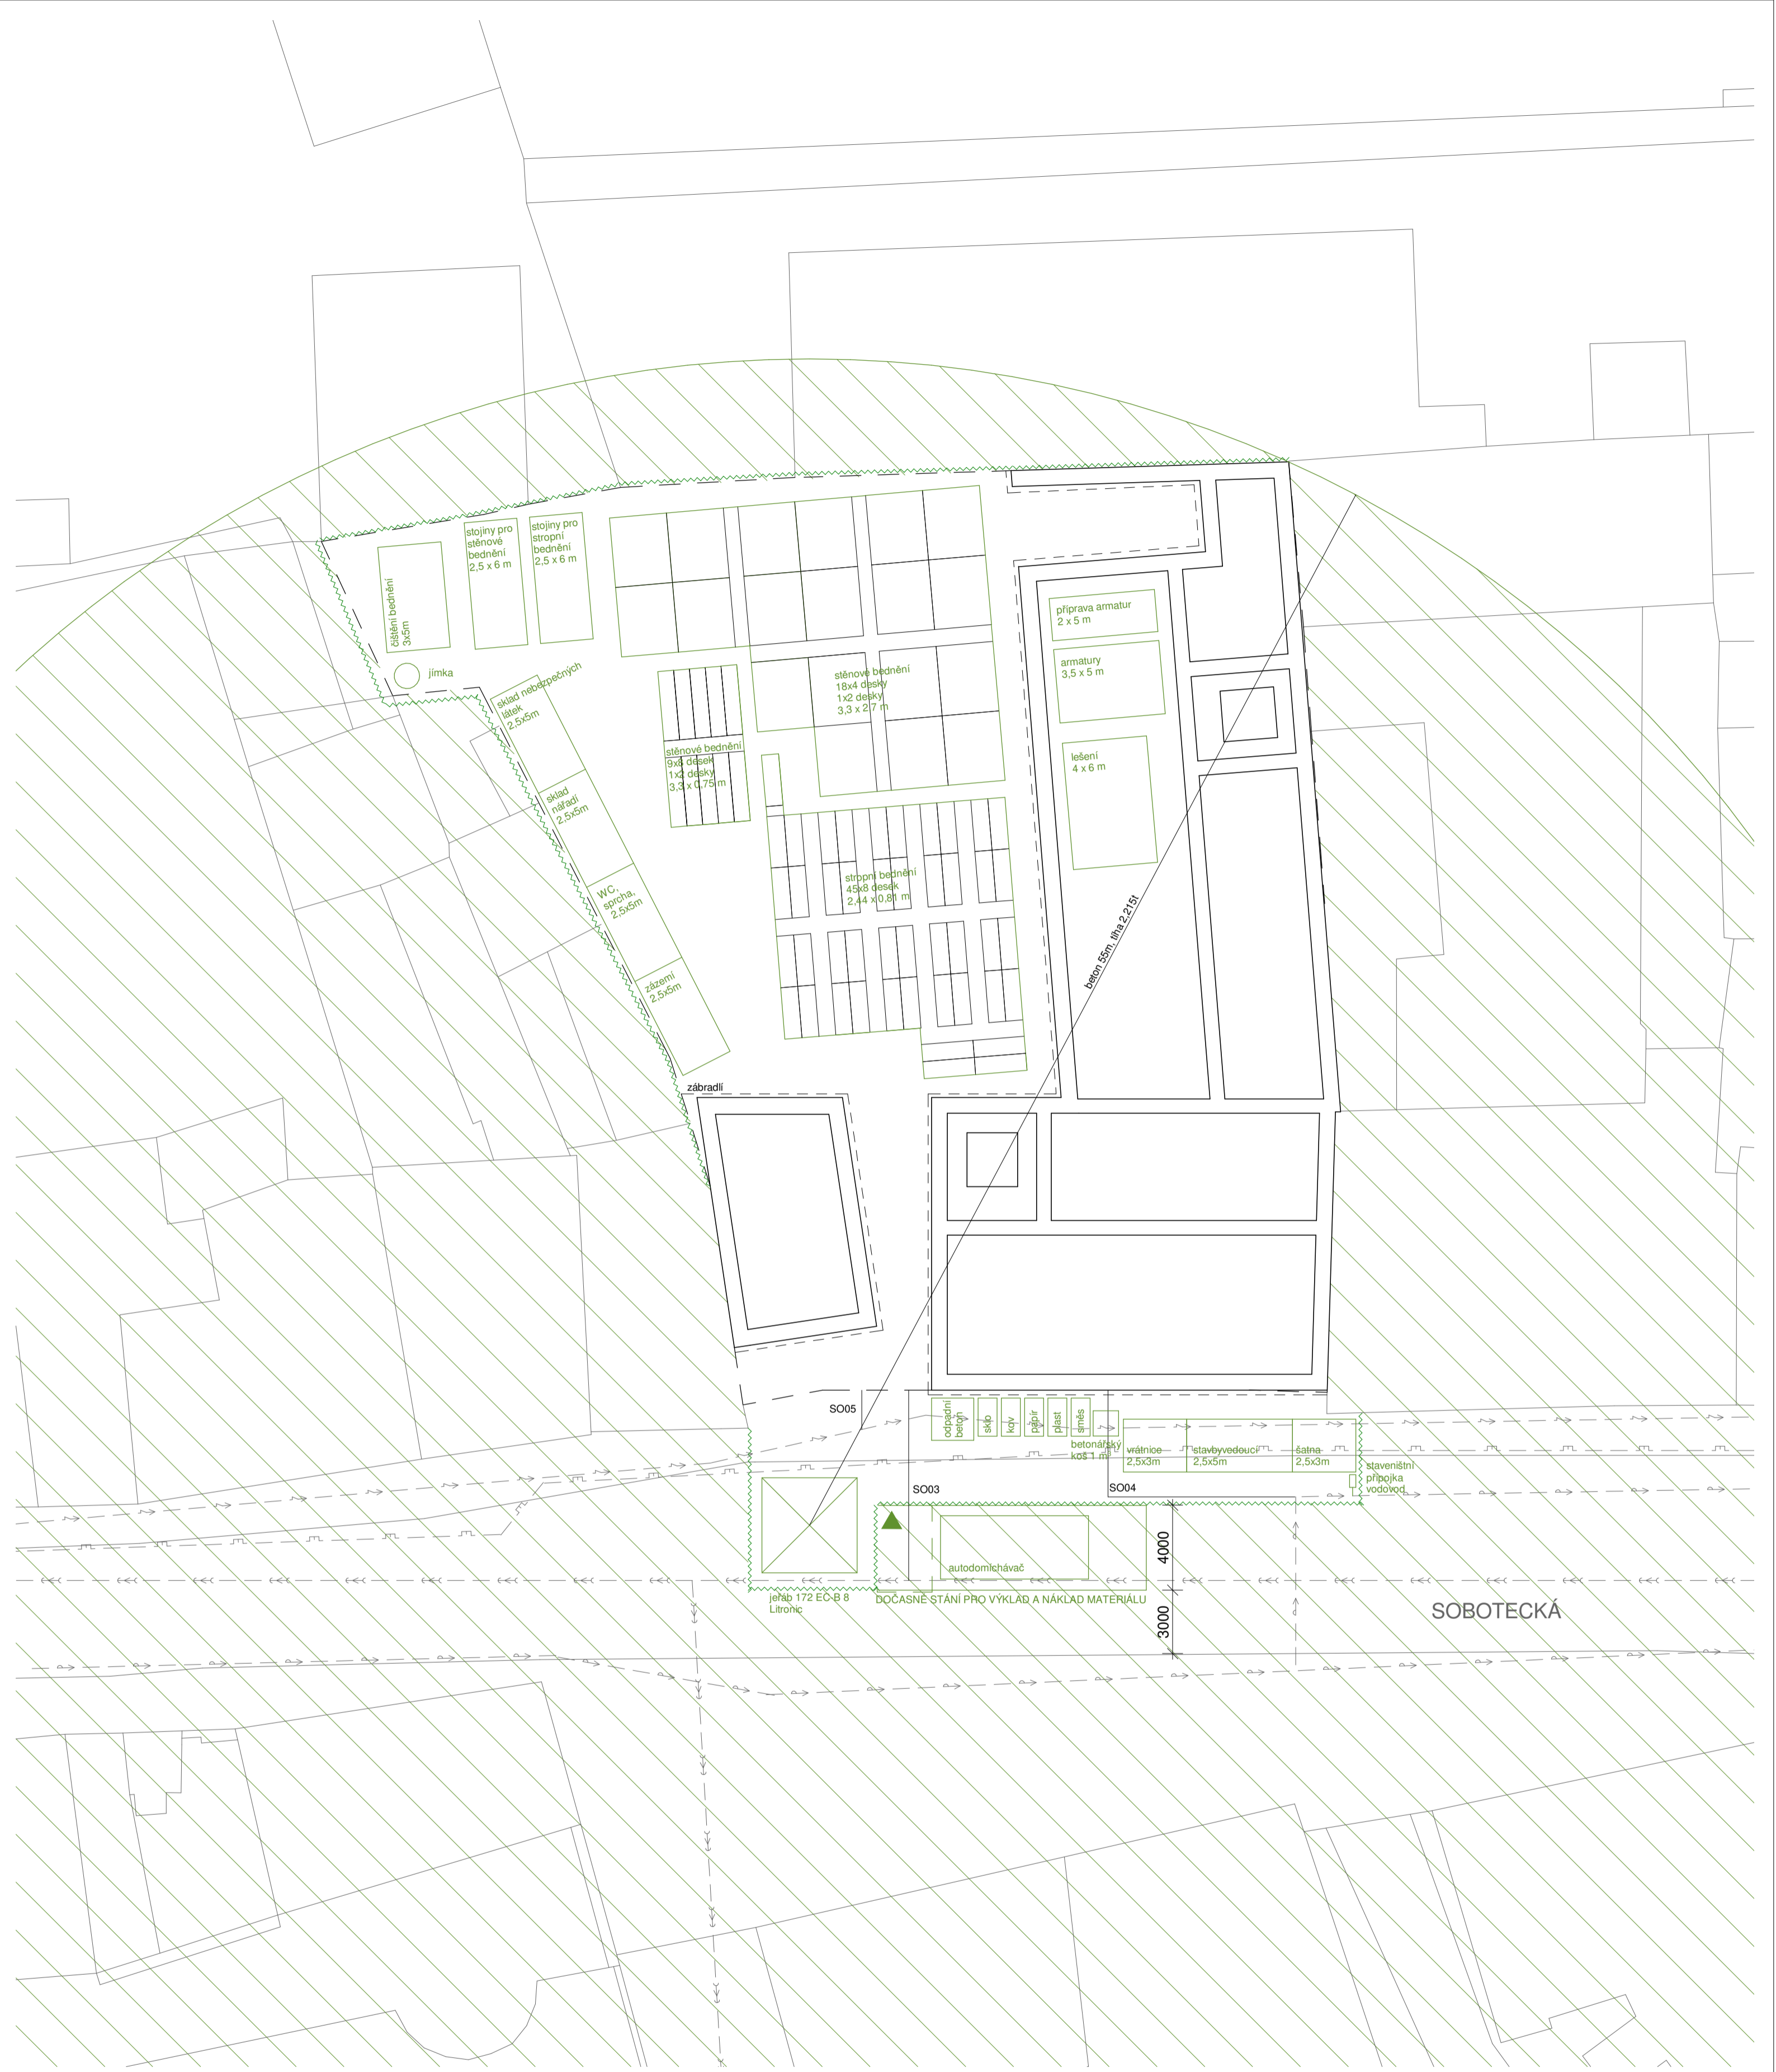 stojiny pro
stěnové
bednění
2,5 x 6 m
stojiny pro
stropní
bednění
2,5 x 6 m
čištění bednění
3x5m
jímka
sklad nebezpečných
látek
2,5x5m
sklad
nářadí
2,5x5m
WC,
sprcha,
2,5x5m
zázemí
2,5x5m
stěnové bednění
18x4 desky
1x2 desky
3,3 x 2,7 m
stěnové bednění
9x8 desek
1x2 desky
3,3 x 0,75 m
stropní bednění
45x8 desek
2,44 x 0,81 m
příprava armatur
2 x 5 m
armatury
3,5 x 5 m
lešení
4 x 6 m
beton 55m, tíha 2,215t
zábradlí
SO05
odpadní
beton
sklo
kov
papír
plast
směs
betonářský
koš 1 m
vrátnice
2,5x3m
stavbyvedoucí
2,5x5m
šatna
2,5x3m
staveništní
přípojka
vodovod
SO03
SO04
4000
autodomíchávač
jeřáb 172 EC-B 8
Litronic
DOČASNÉ STÁNÍ PRO VÝKLAD A NÁKLAD MATERIÁLU
3000
SOBOTECKÁ